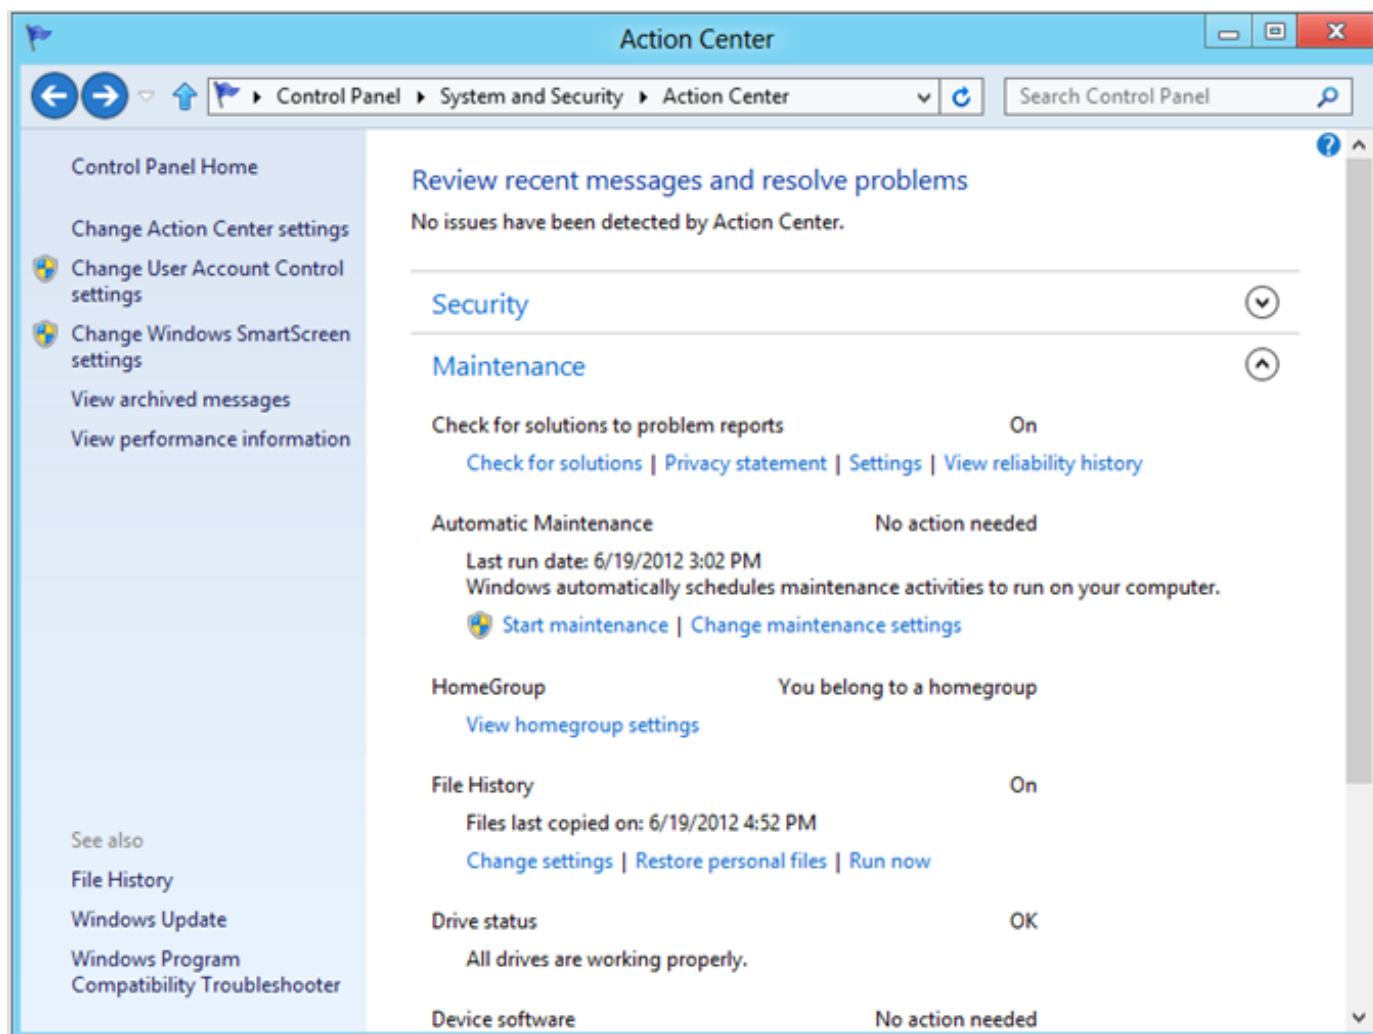 Action Center
Control Panel ▸ System and Security ▸ Action Center
Search Control Panel
Control Panel Home
Change Action Center settings
Change User Account Control
settings
Change Windows SmartScreen
settings
View archived messages
View performance information
See also
File History
Windows Update
Windows Program
Compatibility Troubleshooter
Review recent messages and resolve problems
No issues have been detected by Action Center.
Security
Maintenance
Check for solutions to problem reports On
Check for solutions | Privacy statement | Settings | View reliability history
Automatic Maintenance No action needed
Last run date: 6/19/2012 3:02 PM
Windows automatically schedules maintenance activities to run on your computer.
Start maintenance | Change maintenance settings
HomeGroup You belong to a homegroup
View homegroup settings
File History On
Files last copied on: 6/19/2012 4:52 PM
Change settings | Restore personal files | Run now
Drive status OK
All drives are working properly.
Device software No action needed